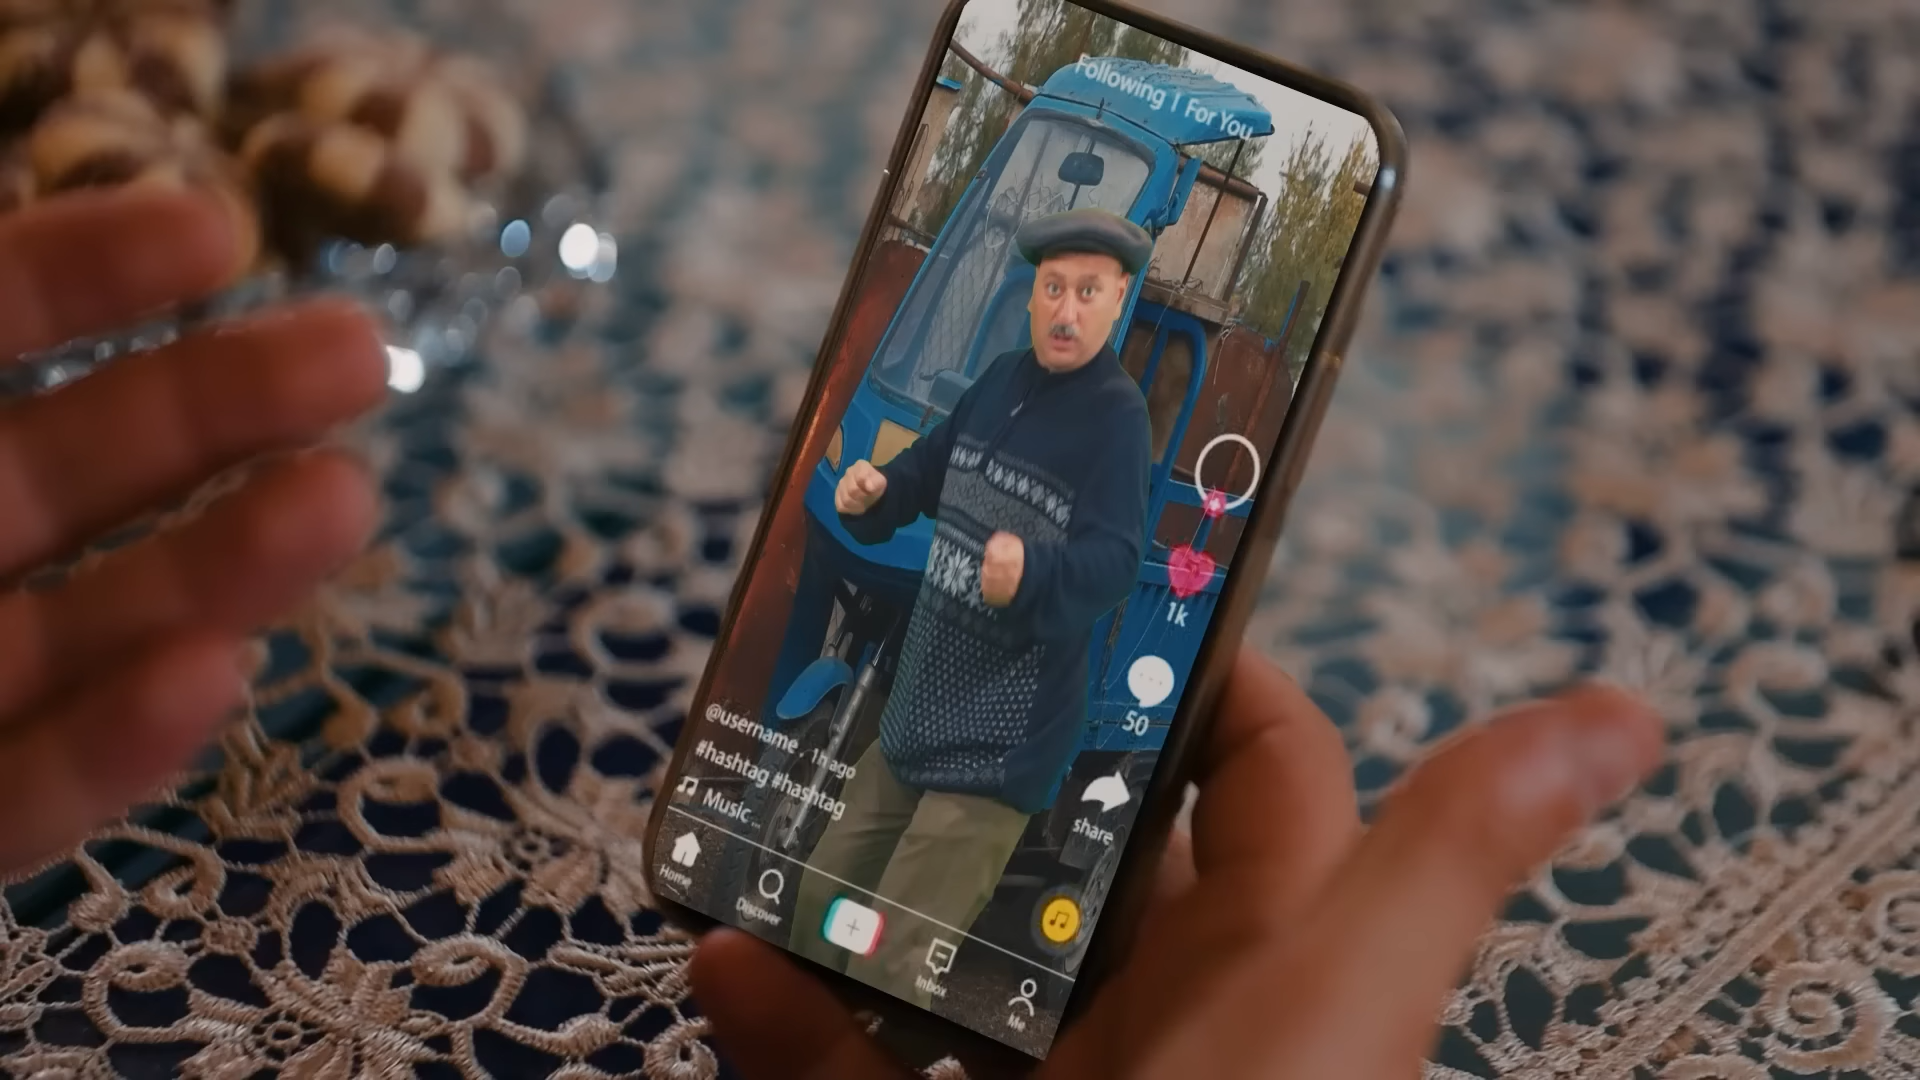 Following | For You
1k
50
share
@username . 1h ago
#hashtag #hashtag
Music ...
Home
Discover
Inbox
Me